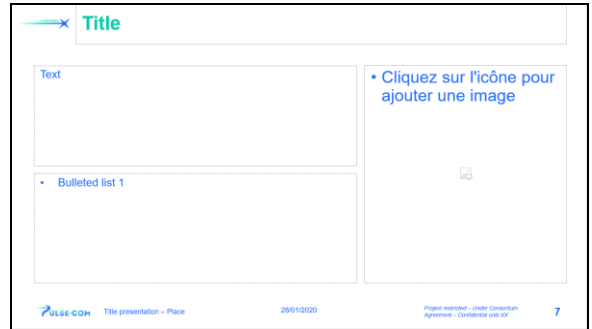 Title
Text
• Cliquez sur l'icône pour
ajouter une image
• Bulleted list 1
PULSE-COM
Title presentation – Place
28/01/2020
Project restricted – Under Consortium
Agreement – Confidential until XX
7